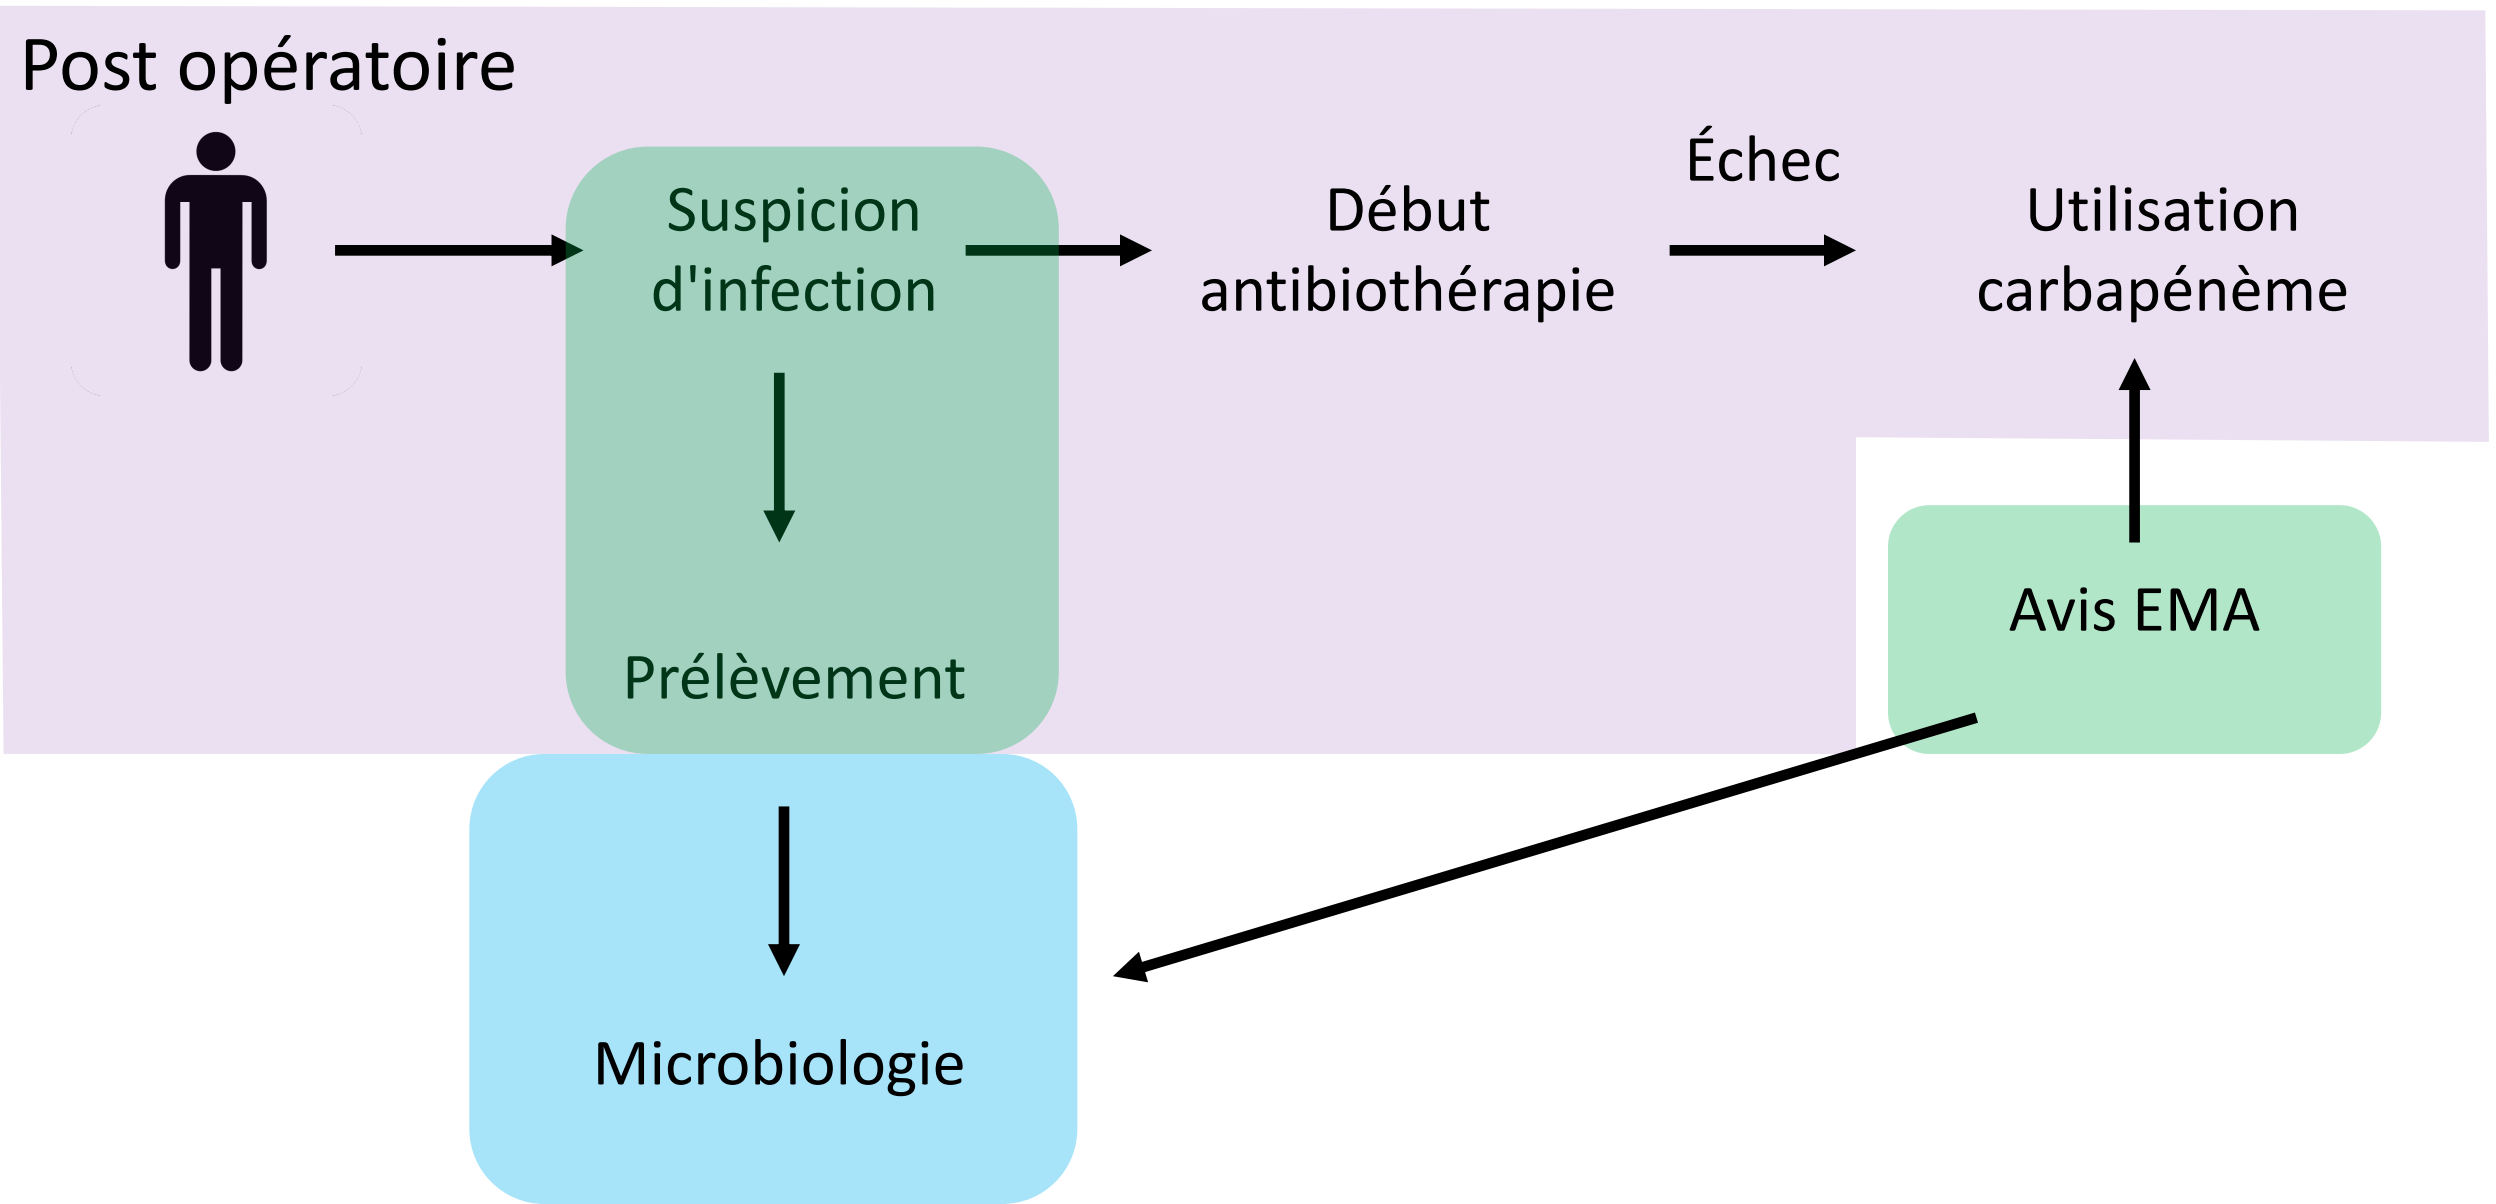 Post opératoire
Suspicion
d'infection
Début
antibiothérapie
Échec
Utilisation
carbapénème
Prélèvement
Avis EMA
Microbiologie